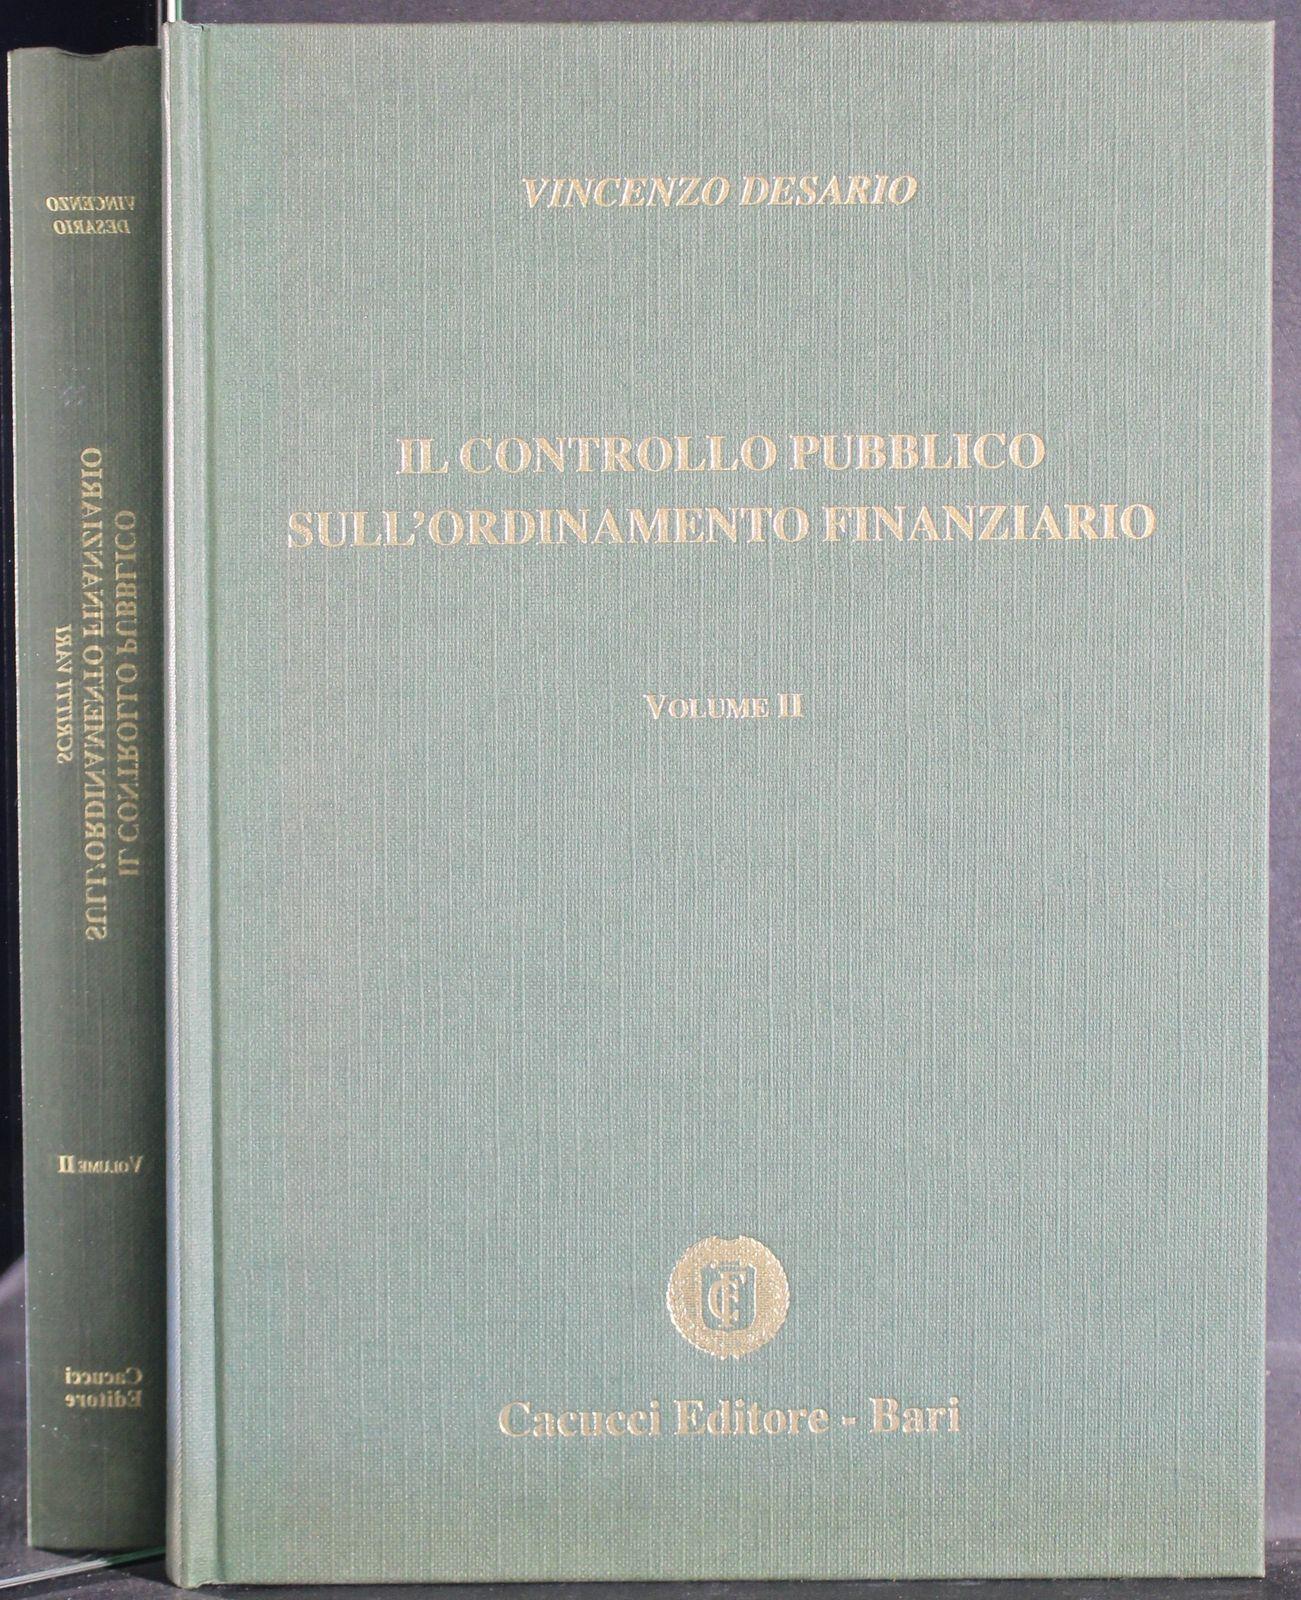 VINCENZO DESARIO
IL CONTROLLO PUBBLICO
SULL'ORDINAMENTO FINANZIARIO
VOLUME II
Cacucci Editore - Bari
VINCENZO
DESARIO
IL CONTROLLO PUBBLICO
SULL'ORDINAMENTO FINANZIARIO
SCRITTI VARI
VOLUME II
Cacucci
Editore